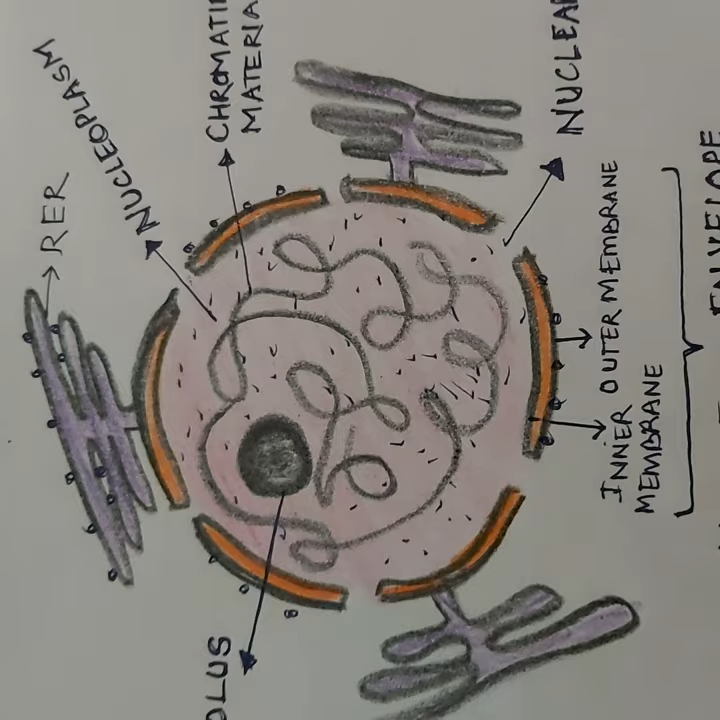 RER
NUCLEOPLASM
CHROMATI
MATERIA
NUCLEA
OUTER MEMBRANE
INNER
MEMBRANE
OLUS